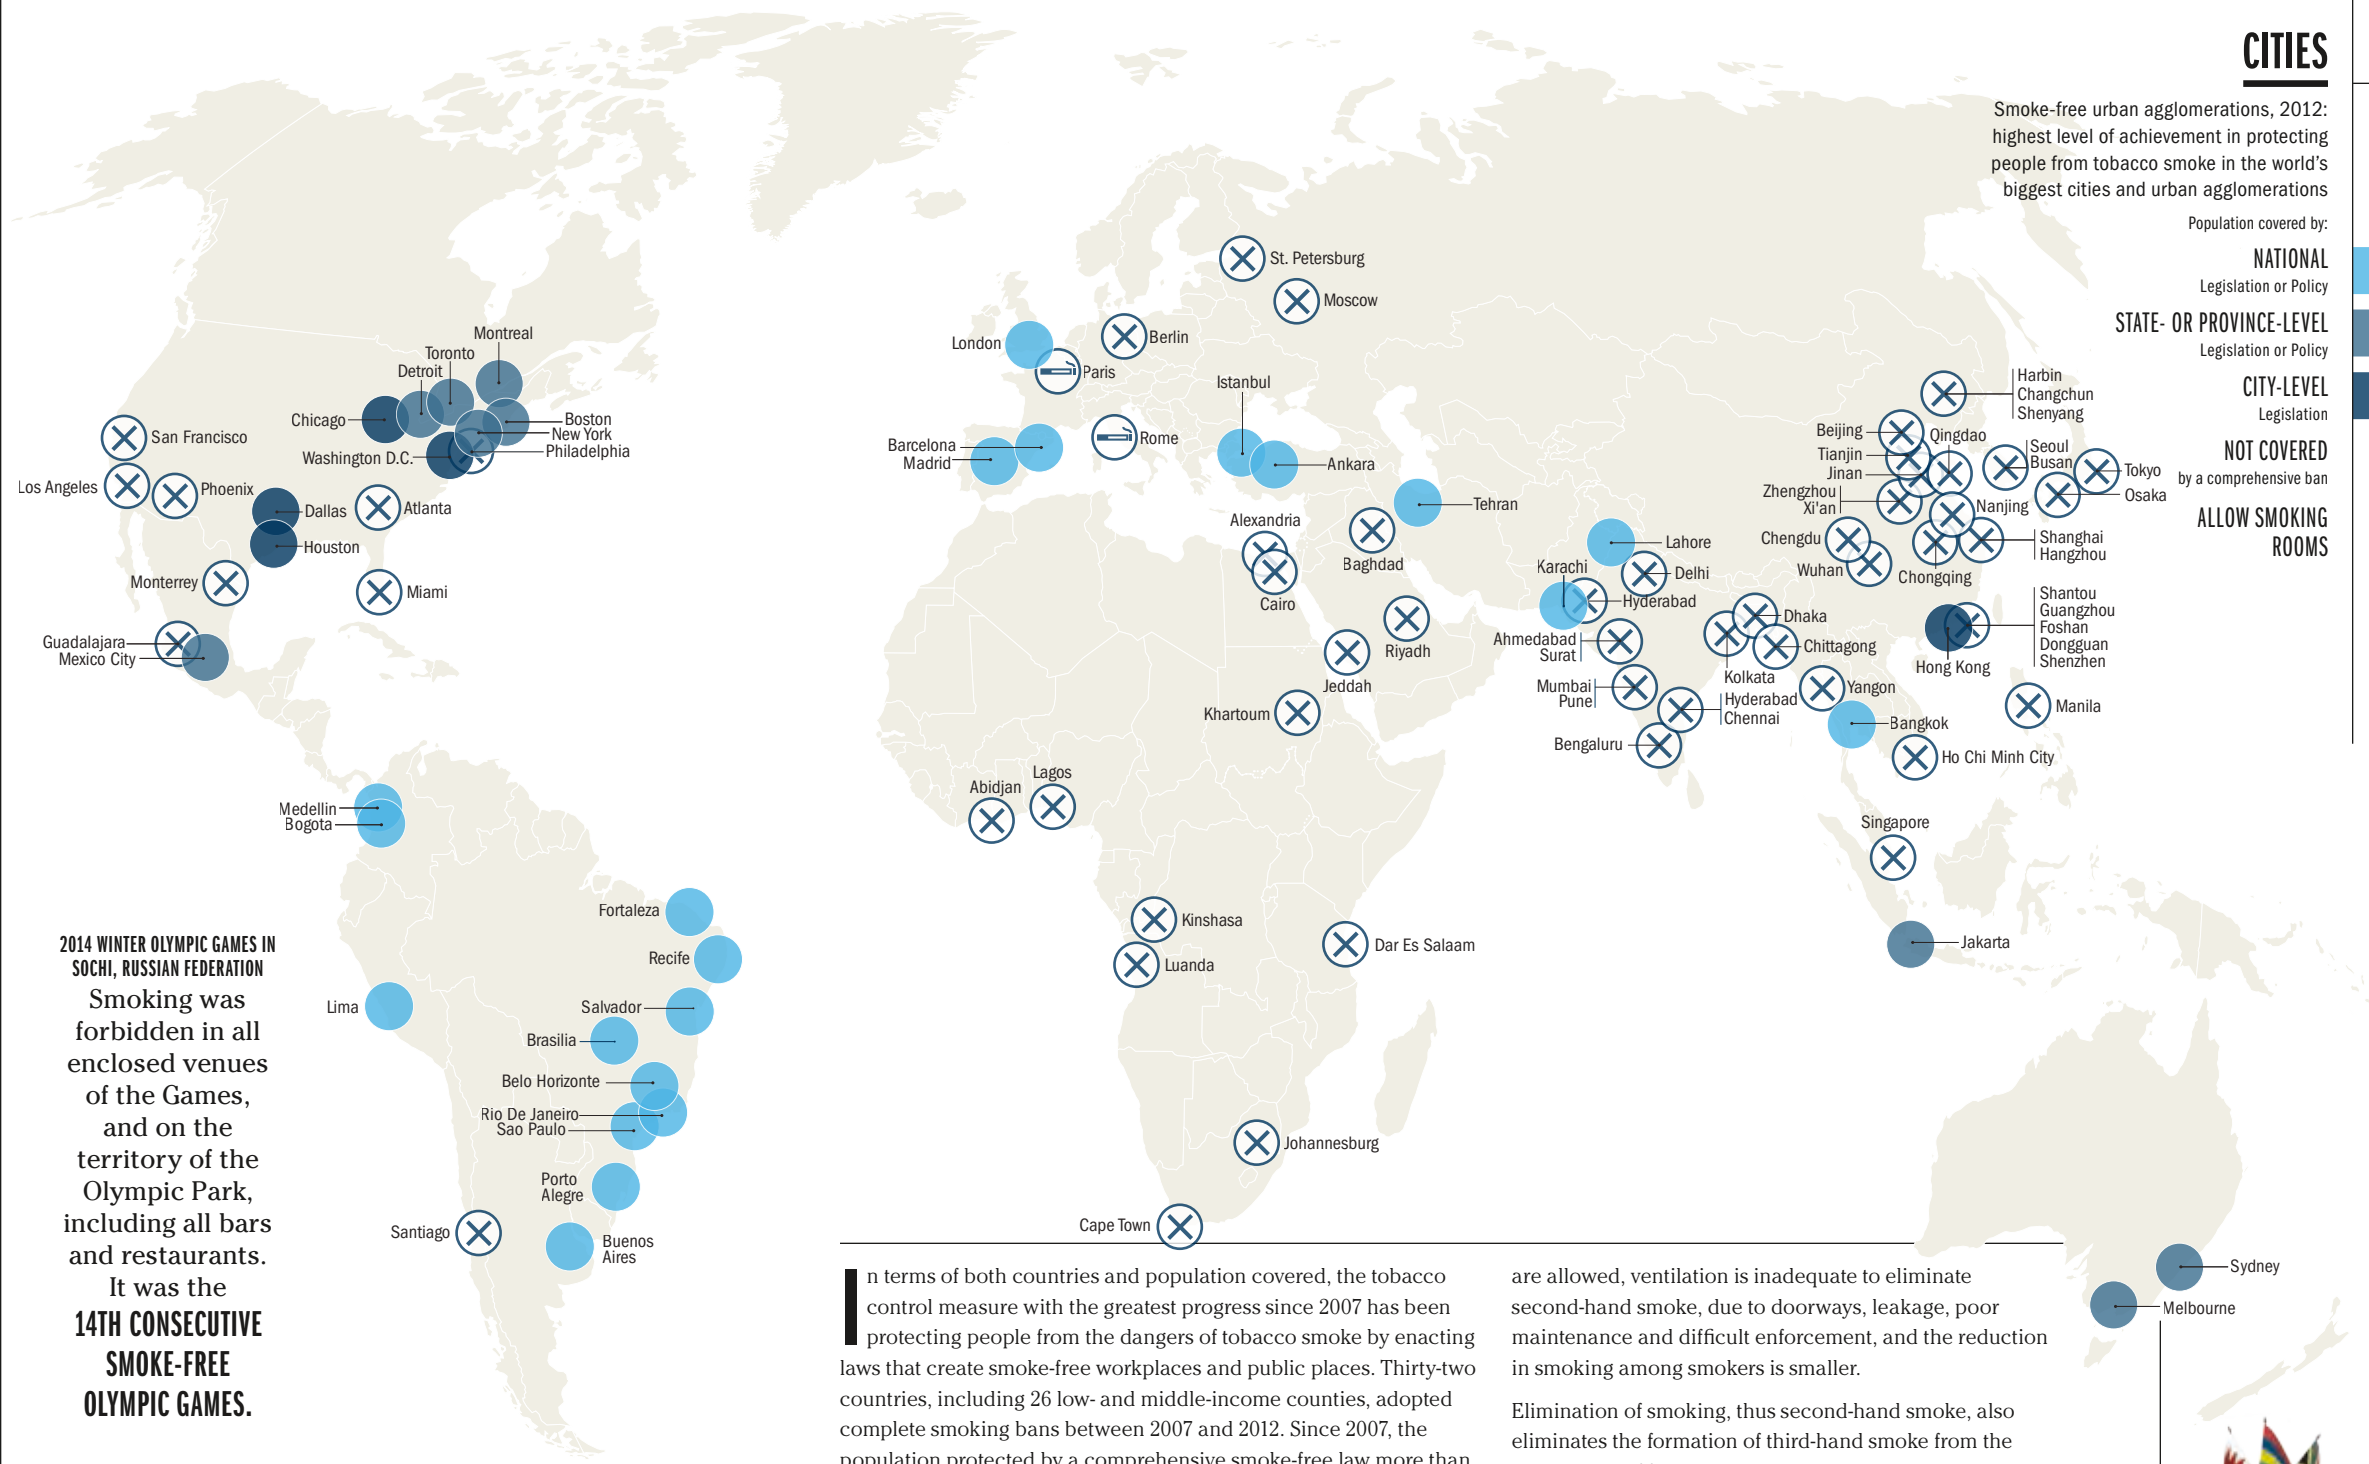 CITIES
Smoke-free urban agglomerations, 2012:
highest level of achievement in protecting
people from tobacco smoke in the world's
biggest cities and urban agglomerations
Population covered by:
NATIONAL
Legislation or Policy
STATE- OR PROVINCE-LEVEL
Legislation or Policy
CITY-LEVEL
Legislation
NOT COVERED
by a comprehensive ban
ALLOW SMOKING
ROOMS
Montreal
Toronto
Detroit
Chicago
Boston
New York
Philadelphia
Washington D.C.
San Francisco
Los Angeles
Phoenix
Dallas
Atlanta
Houston
Monterrey
Miami
Guadalajara
Mexico City
Medellin
Bogota
Fortaleza
Recife
Lima
Salvador
Brasilia
Belo Horizonte
Rio De Janeiro
Sao Paulo
Porto
Alegre
Santiago
Buenos
Aires
St. Petersburg
Moscow
London
Berlin
Paris
Istanbul
Barcelona
Madrid
Rome
Ankara
Tehran
Alexandria
Cairo
Baghdad
Riyadh
Jeddah
Khartoum
Lagos
Abidjan
Kinshasa
Luanda
Dar Es Salaam
Johannesburg
Cape Town
Lahore
Karachi
Delhi
Hyderabad
Ahmedabad
Surat
Mumbai
Pune
Hyderabad
Chennai
Bengaluru
Kolkata
Dhaka
Chittagong
Yangon
Bangkok
Ho Chi Minh City
Manila
Singapore
Jakarta
Harbin
Changchun
Shenyang
Beijing
Qingdao
Tianjin
Jinan
Seoul
Busan
Tokyo
Osaka
Zhengzhou
Xi'an
Nanjing
Chengdu
Shanghai
Hangzhou
Wuhan
Chongqing
Shantou
Guangzhou
Foshan
Dongguan
Shenzhen
Hong Kong
Sydney
Melbourne
2014 WINTER OLYMPIC GAMES IN
SOCHI, RUSSIAN FEDERATION
Smoking was
forbidden in all
enclosed venues
of the Games,
and on the
territory of the
Olympic Park,
including all bars
and restaurants.
It was the
14TH CONSECUTIVE
SMOKE-FREE
OLYMPIC GAMES.
In terms of both countries and population covered, the tobacco
control measure with the greatest progress since 2007 has been
protecting people from the dangers of tobacco smoke by enacting
laws that create smoke-free workplaces and public places. Thirty-two
countries, including 26 low- and middle-income counties, adopted
complete smoking bans between 2007 and 2012. Since 2007, the
population protected by a comprehensive smoke-free law more than
are allowed, ventilation is inadequate to eliminate
second-hand smoke, due to doorways, leakage, poor
maintenance and difficult enforcement, and the reduction
in smoking among smokers is smaller.
Elimination of smoking, thus second-hand smoke, also
eliminates the formation of third-hand smoke from the